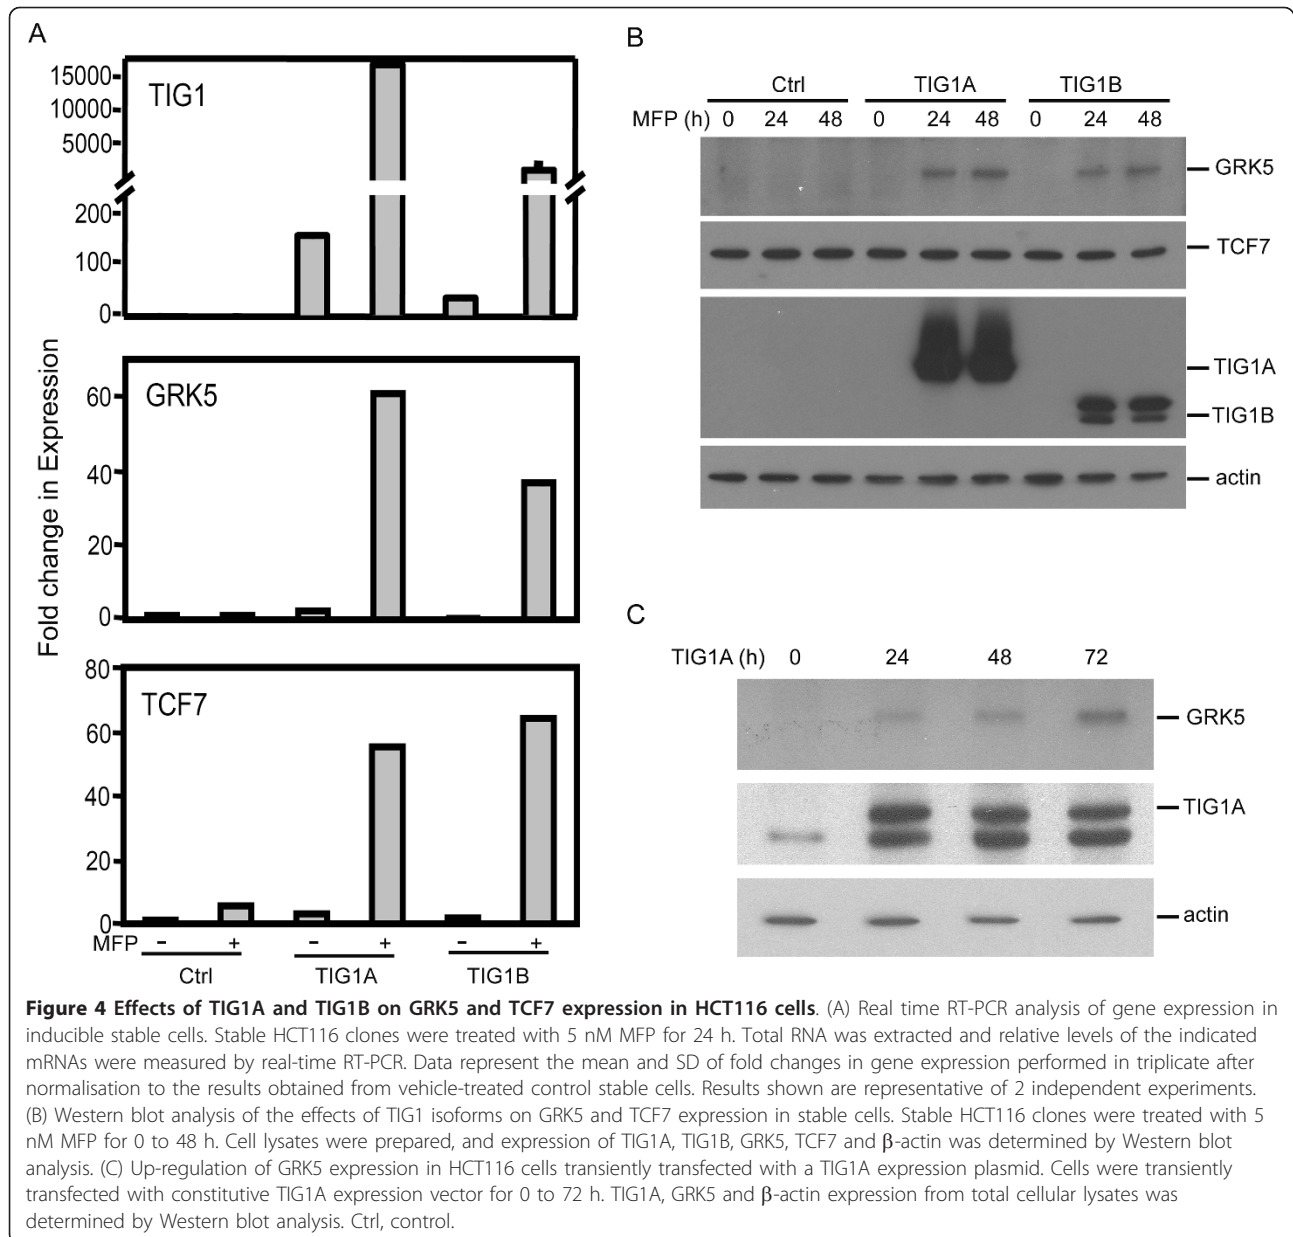 A
15000
10000
5000
200
100
0
TIG1
60
40
20
0
GRK5
80
60
40
20
0
TCF7
Fold change in Expression
MFP - + - + - +
Ctrl TIG1A TIG1B
B
Ctrl TIG1A TIG1B
MFP (h) 0 24 48 0 24 48 0 24 48
GRK5
TCF7
TIG1A
TIG1B
actin
C
TIG1A (h) 0 24 48 72
GRK5
TIG1A
actin
Figure 4 Effects of TIG1A and TIG1B on GRK5 and TCF7 expression in HCT116 cells. (A) Real time RT-PCR analysis of gene expression in
inducible stable cells. Stable HCT116 clones were treated with 5 nM MFP for 24 h. Total RNA was extracted and relative levels of the indicated
mRNAs were measured by real-time RT-PCR. Data represent the mean and SD of fold changes in gene expression performed in triplicate after
normalisation to the results obtained from vehicle-treated control stable cells. Results shown are representative of 2 independent experiments.
(B) Western blot analysis of the effects of TIG1 isoforms on GRK5 and TCF7 expression in stable cells. Stable HCT116 clones were treated with 5
nM MFP for 0 to 48 h. Cell lysates were prepared, and expression of TIG1A, TIG1B, GRK5, TCF7 and β-actin was determined by Western blot
analysis. (C) Up-regulation of GRK5 expression in HCT116 cells transiently transfected with a TIG1A expression plasmid. Cells were transiently
transfected with constitutive TIG1A expression vector for 0 to 72 h. TIG1A, GRK5 and β-actin expression from total cellular lysates was
determined by Western blot analysis. Ctrl, control.